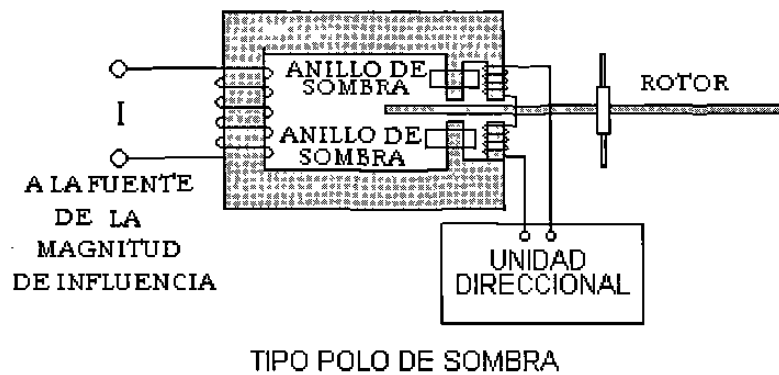 ANILLO DE
SOMBRA
I
ANILLO DE
SOMBRA
ROTOR
A LA FUENTE
DE LA
MAGNITUD
DE INFLUENCIA
UNIDAD
DIRECCIONAL
TIPO POLO DE SOMBRA